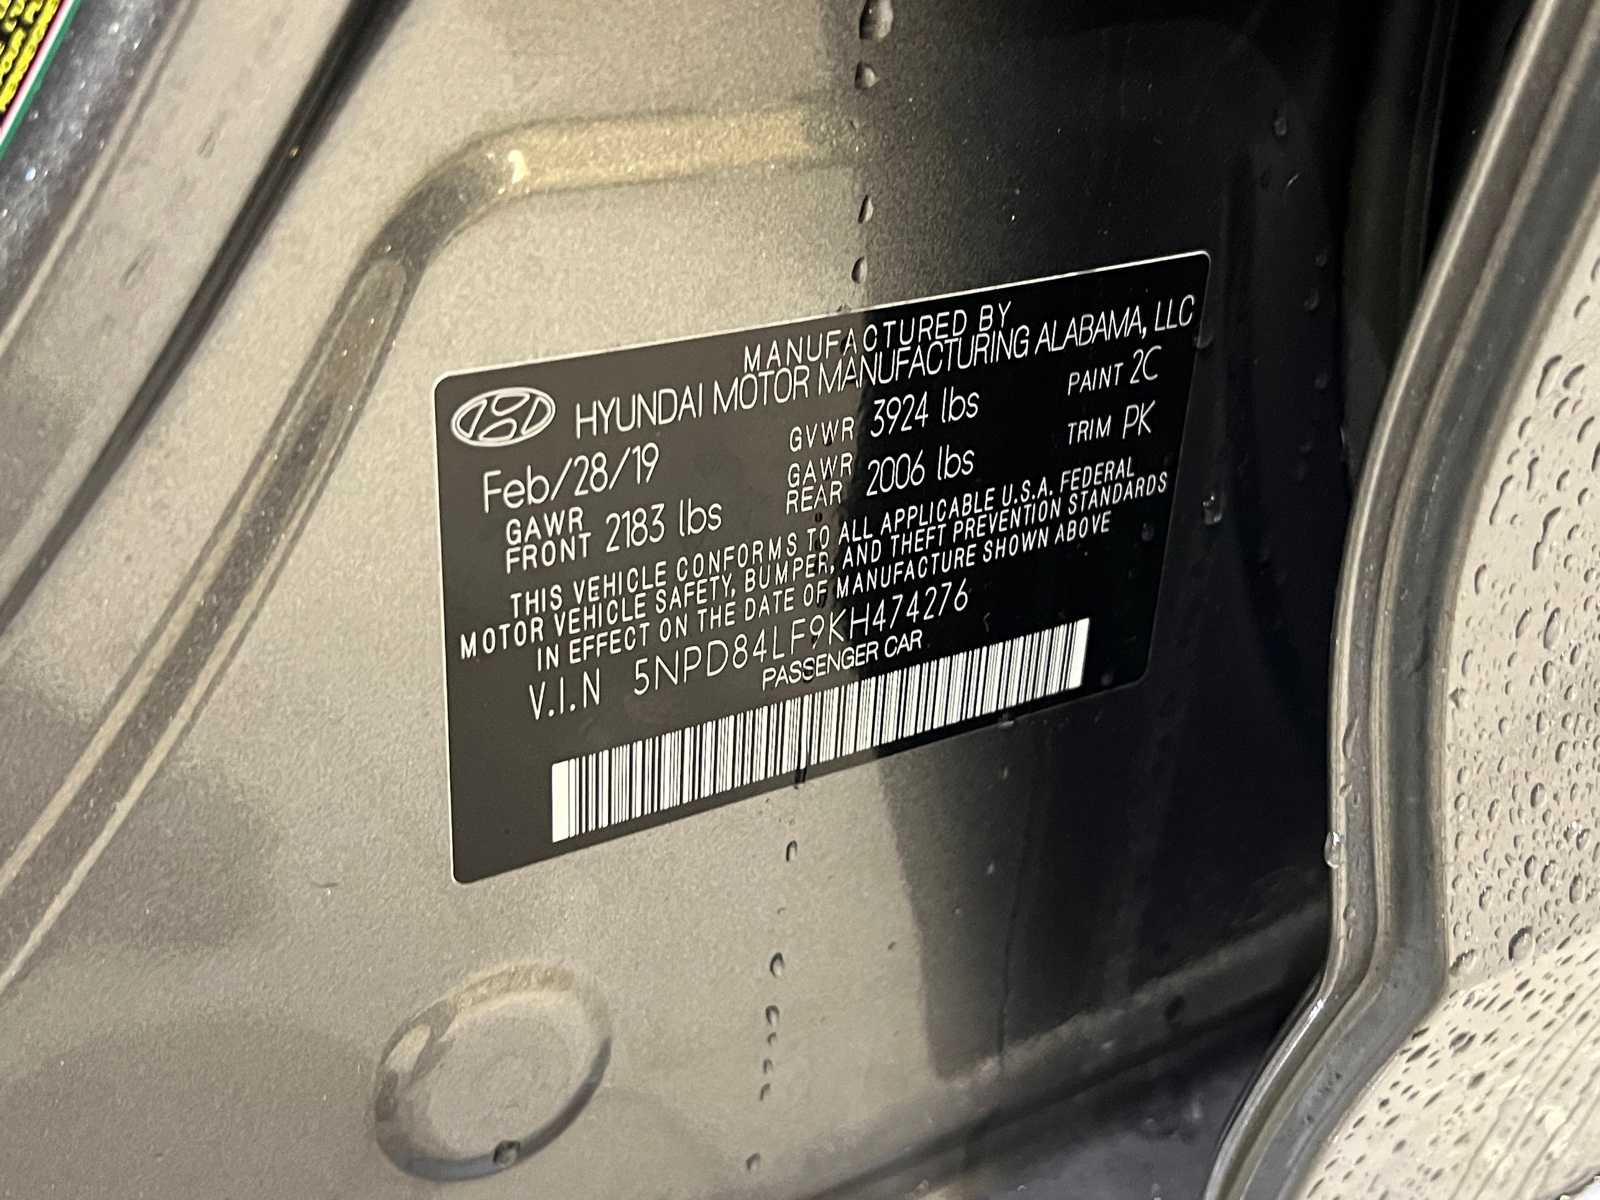 MANUFACTURED BY
HYUNDAI MOTOR MANUFACTURING ALABAMA, LLC
Feb/28/19 GVWR 3924 lbs PAINT 2C
GAWR FRONT 2183 lbs GAWR REAR 2006 lbs TRIM PK
THIS VEHICLE CONFORMS TO ALL APPLICABLE U.S.A. FEDERAL
MOTOR VEHICLE SAFETY, BUMPER, AND THEFT PREVENTION STANDARDS
IN EFFECT ON THE DATE OF MANUFACTURE SHOWN ABOVE
V.I.N 5NPD84LF9KH474276
PASSENGER CAR